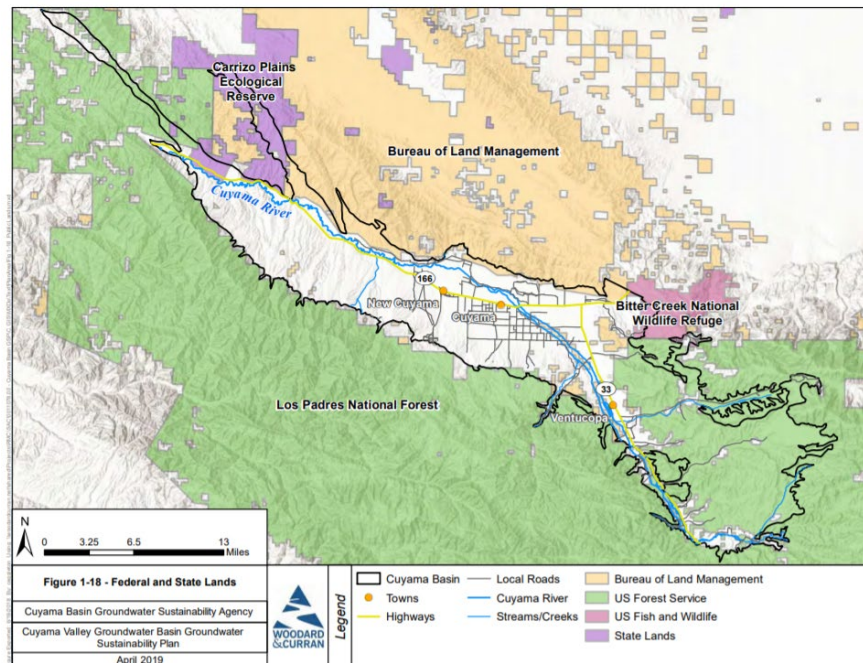 Carrizo Plains
Ecological
Reserve
Bureau of Land Management
Cuyama River
166
New Cuyama
Cuyama
Bitter Creek National
Wildlife Refuge
Los Padres National Forest
33
Ventucopa
N
0 3.25 6.5 13
Miles
Figure 1-18 - Federal and State Lands
Cuyama Basin Groundwater Sustainability Agency
Cuyama Valley Groundwater Basin Groundwater
Sustainability Plan
April 2019
WOODARD
&CURRAN
Legend
Cuyama Basin
Towns
Highways
Local Roads
Cuyama River
Streams/Creeks
Bureau of Land Management
US Forest Service
US Fish and Wildlife
State Lands